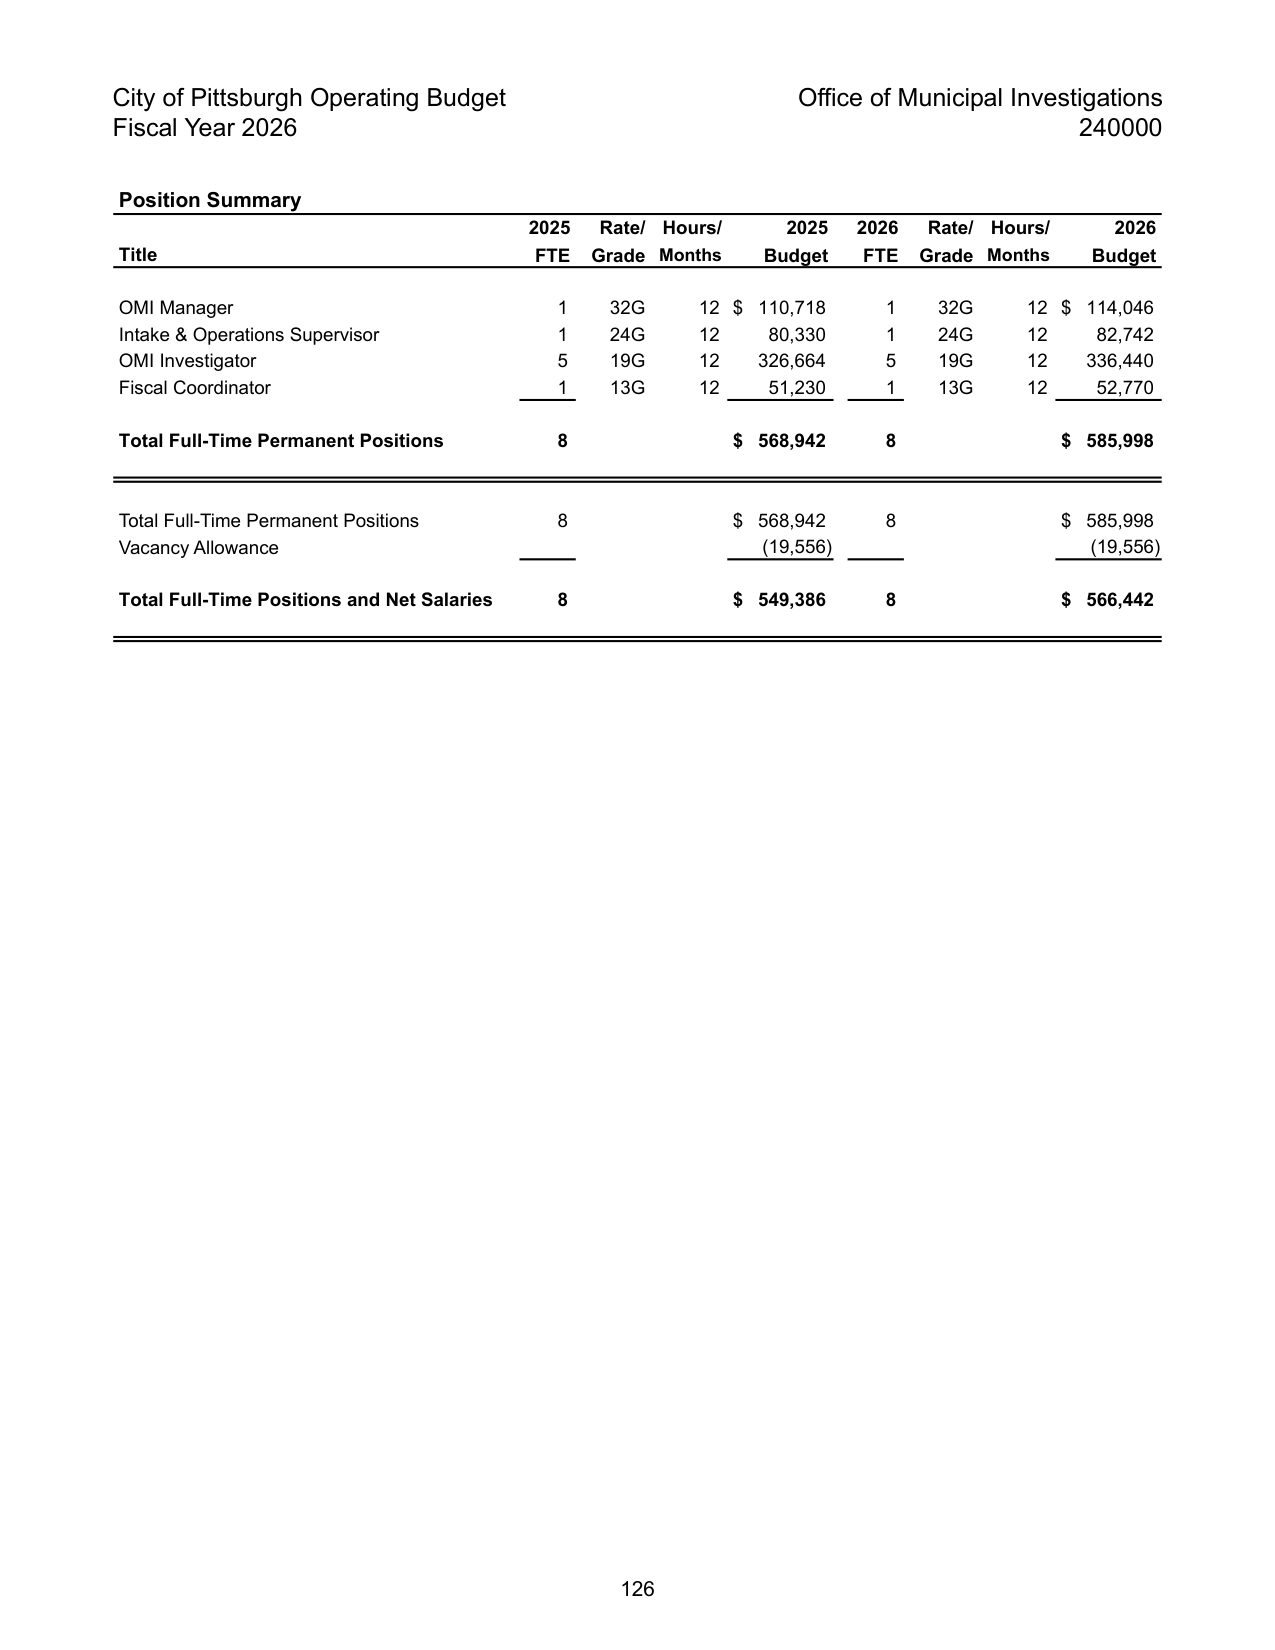 City of Pittsburgh Operating Budget Office of Municipal Investigations
Fiscal Year 2026 240000
Position Summary
2025 Rate/ Hours/ 2025 2026 Rate/ Hours/ 2026
Title FTE Grade Months Budget FTE Grade Months Budget
OMI Manager 1 32G 12 $ 110,718 1 32G 12 $ 114,046
Intake & Operations Supervisor 1 24G 12 80,330 1 24G 12 82,742
OMI Investigator 5 19G 12 326,664 5 19G 12 336,440
Fiscal Coordinator 1 13G 12 51,230 1 13G 12 52,770
Total Full-Time Permanent Positions 8 $ 568,942 8 $ 585,998
Total Full-Time Permanent Positions 8 $ 568,942 8 $ 585,998
Vacancy Allowance (19,556) (19,556)
Total Full-Time Positions and Net Salaries 8 $ 549,386 8 $ 566,442
126